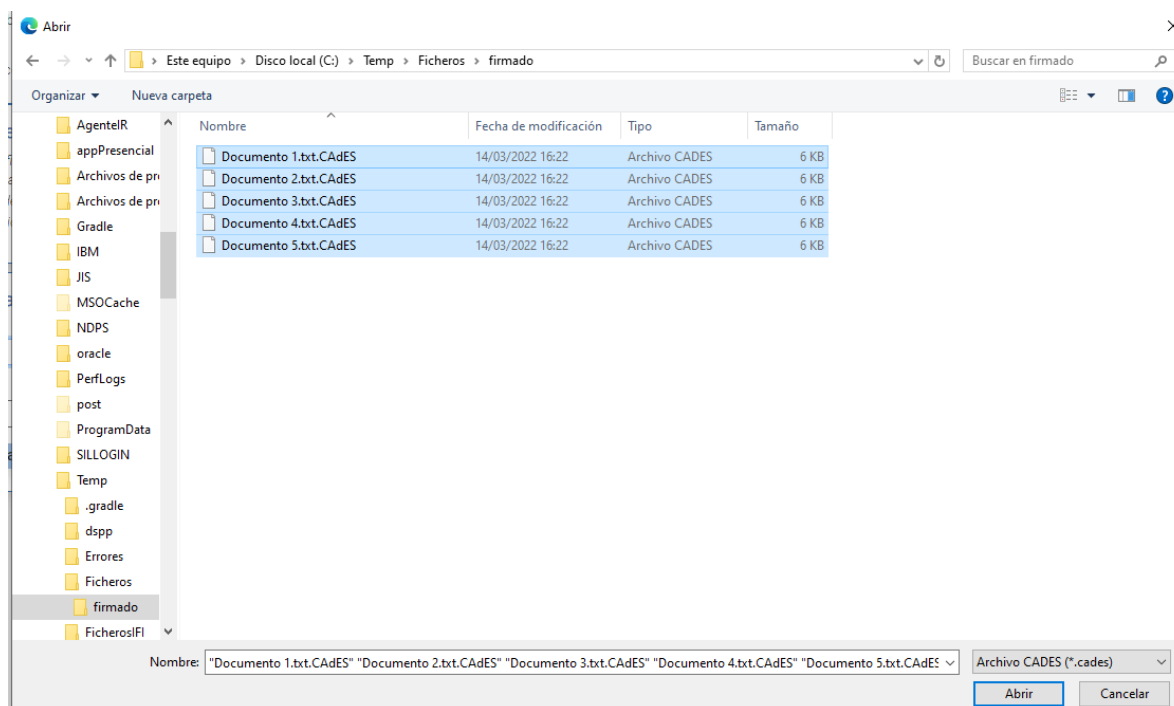 Abrir
Este equipo > Disco local (C:) > Temp > Ficheros > firmado
Buscar en firmado
Organizar
Nueva carpeta
Nombre Fecha de modificación Tipo Tamaño
Documento 1.txt.CAdES 14/03/2022 16:22 Archivo CADES 6 KB
Documento 2.txt.CAdES 14/03/2022 16:22 Archivo CADES 6 KB
Documento 3.txt.CAdES 14/03/2022 16:22 Archivo CADES 6 KB
Documento 4.txt.CAdES 14/03/2022 16:22 Archivo CADES 6 KB
Documento 5.txt.CAdES 14/03/2022 16:22 Archivo CADES 6 KB
AgenteIR
appPresencial
Archivos de pr
Archivos de pr
Gradle
IBM
JIS
MSOCache
NDPS
oracle
PerfLogs
post
ProgramData
SILLOGIN
Temp
.gradle
dspp
Errores
Ficheros
firmado
FicherosIFI
Nombre: "Documento 1.txt.CAdES" "Documento 2.txt.CAdES" "Documento 3.txt.CAdES" "Documento 4.txt.CAdES" "Documento 5.txt.CAdES
Archivo CADES (*.cades)
Abrir
Cancelar